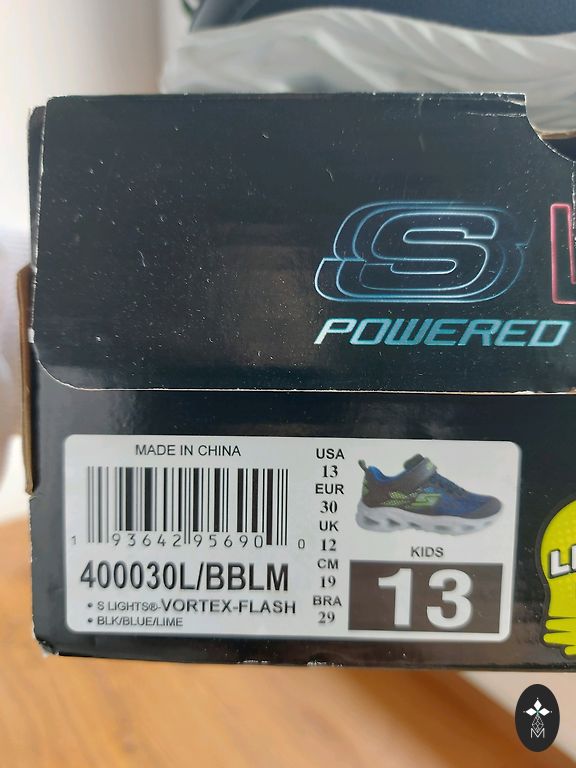 S
POWERED
MADE IN CHINA
1 93642 95690 0
400030L/BBLM
• S LIGHTS®-VORTEX-FLASH
• BLK/BLUE/LIME
USA
13
EUR
30
UK
12
CM
19
BRA
29
KIDS
13
M